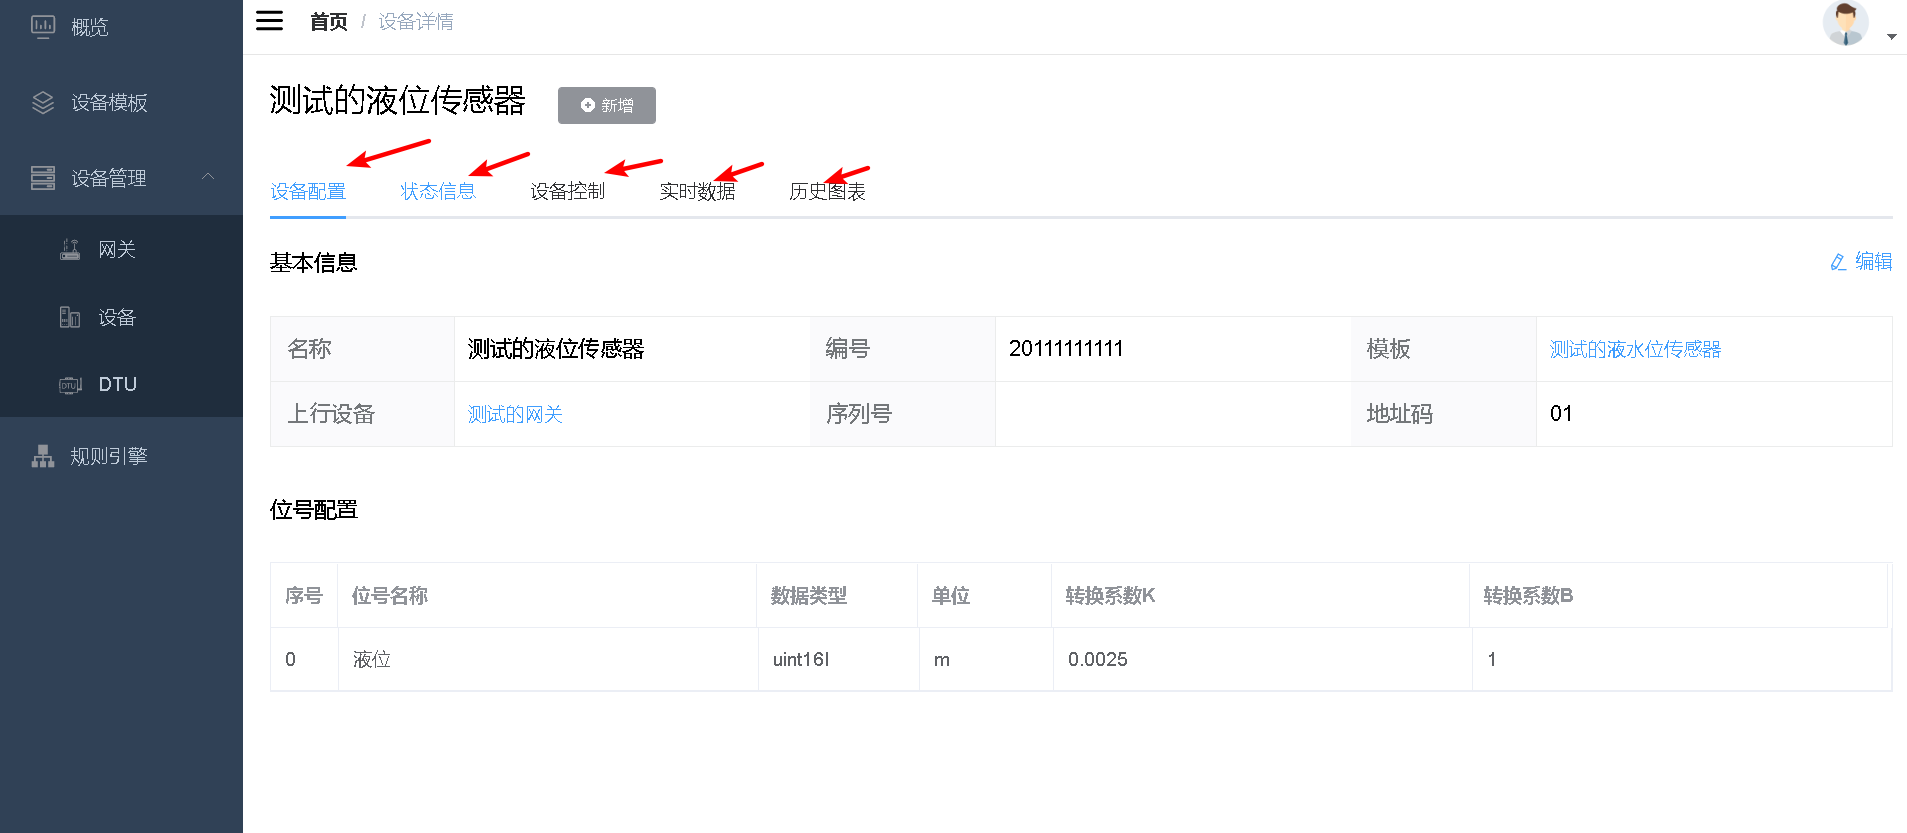 概览
设备模板
设备管理
网关
设备
DTU
规则引擎
首页 / 设备详情
测试的液位传感器 新增
设备配置 状态信息 设备控制 实时数据 历史图表
基本信息 编辑
名称 测试的液位传感器 编号 20111111111 模板 测试的液水位传感器
上行设备 测试的网关 序列号 地址码 01
位号配置
序号 位号名称 数据类型 单位 转换系数K 转换系数B
0 液位 uint16l m 0.0025 1